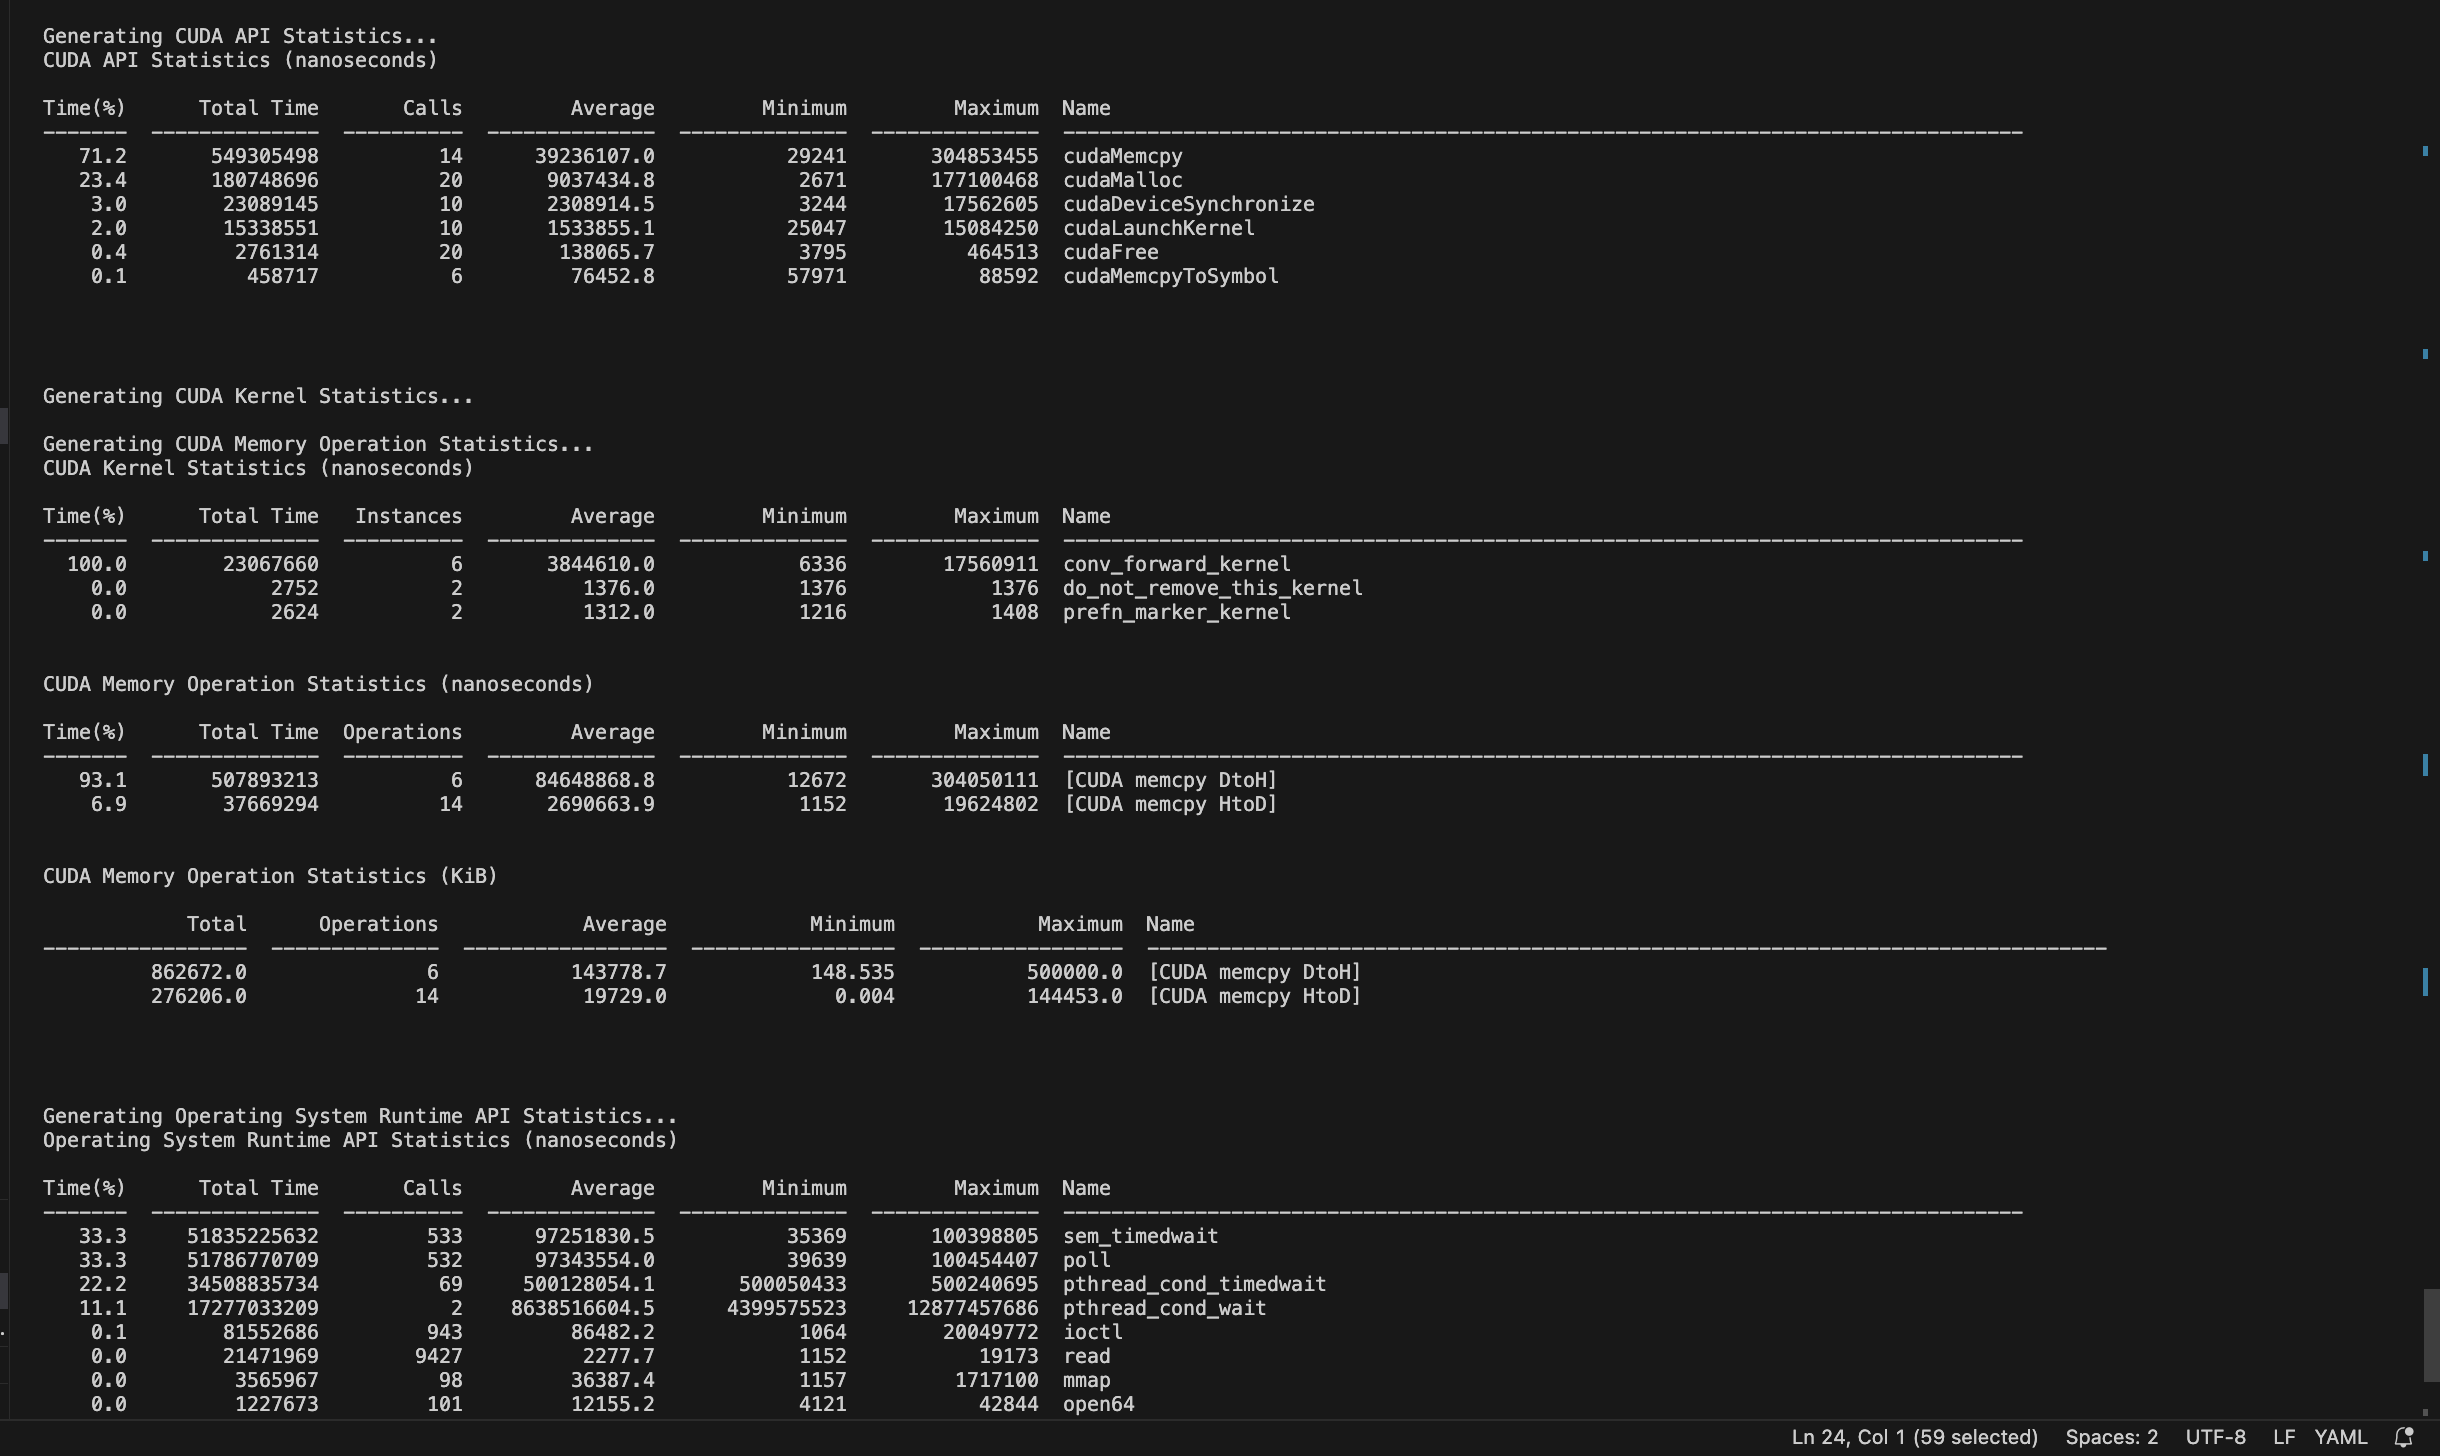 Generating CUDA API Statistics...
CUDA API Statistics (nanoseconds)
Time(%) Total Time Calls Average Minimum Maximum Name
------- -------------- ---------- -------------- -------------- -------------- --------------------------------------------------------------------------------
71.2 549305498 14 39236107.0 29241 304853455 cudaMemcpy
23.4 180748696 20 9037434.8 2671 177100468 cudaMalloc
3.0 23089145 10 2308914.5 3244 17562605 cudaDeviceSynchronize
2.0 15338551 10 1533855.1 25047 15084250 cudaLaunchKernel
0.4 2761314 20 138065.7 3795 464513 cudaFree
0.1 458717 6 76452.8 57971 88592 cudaMemcpyToSymbol
Generating CUDA Kernel Statistics...
Generating CUDA Memory Operation Statistics...
CUDA Kernel Statistics (nanoseconds)
Time(%) Total Time Instances Average Minimum Maximum Name
------- -------------- ---------- -------------- -------------- -------------- --------------------------------------------------------------------------------
100.0 23067660 6 3844610.0 6336 17560911 conv_forward_kernel
0.0 2752 2 1376.0 1376 1376 do_not_remove_this_kernel
0.0 2624 2 1312.0 1216 1408 prefn_marker_kernel
CUDA Memory Operation Statistics (nanoseconds)
Time(%) Total Time Operations Average Minimum Maximum Name
------- -------------- ---------- -------------- -------------- -------------- --------------------------------------------------------------------------------
93.1 507893213 6 84648868.8 12672 304050111 [CUDA memcpy DtoH]
6.9 37669294 14 2690663.9 1152 19624802 [CUDA memcpy HtoD]
CUDA Memory Operation Statistics (KiB)
Total Operations Average Minimum Maximum Name
----------------- -------------- ----------------- ----------------- ----------------- --------------------------------------------------------------------------------
862672.0 6 143778.7 148.535 500000.0 [CUDA memcpy DtoH]
276206.0 14 19729.0 0.004 144453.0 [CUDA memcpy HtoD]
Generating Operating System Runtime API Statistics...
Operating System Runtime API Statistics (nanoseconds)
Time(%) Total Time Calls Average Minimum Maximum Name
------- -------------- ---------- -------------- -------------- -------------- --------------------------------------------------------------------------------
33.3 51835225632 533 97251830.5 35369 100398805 sem_timedwait
33.3 51786770709 532 97343554.0 39639 100454407 poll
22.2 34508835734 69 500128054.1 500050433 500240695 pthread_cond_timedwait
11.1 17277033209 2 8638516604.5 4399575523 12877457686 pthread_cond_wait
0.1 81552686 943 86482.2 1064 20049772 ioctl
0.0 21471969 9427 2277.7 1152 19173 read
0.0 3565967 98 36387.4 1157 1717100 mmap
0.0 1227673 101 12155.2 4121 42844 open64
Ln 24, Col 1 (59 selected) Spaces: 2 UTF-8 LF YAML